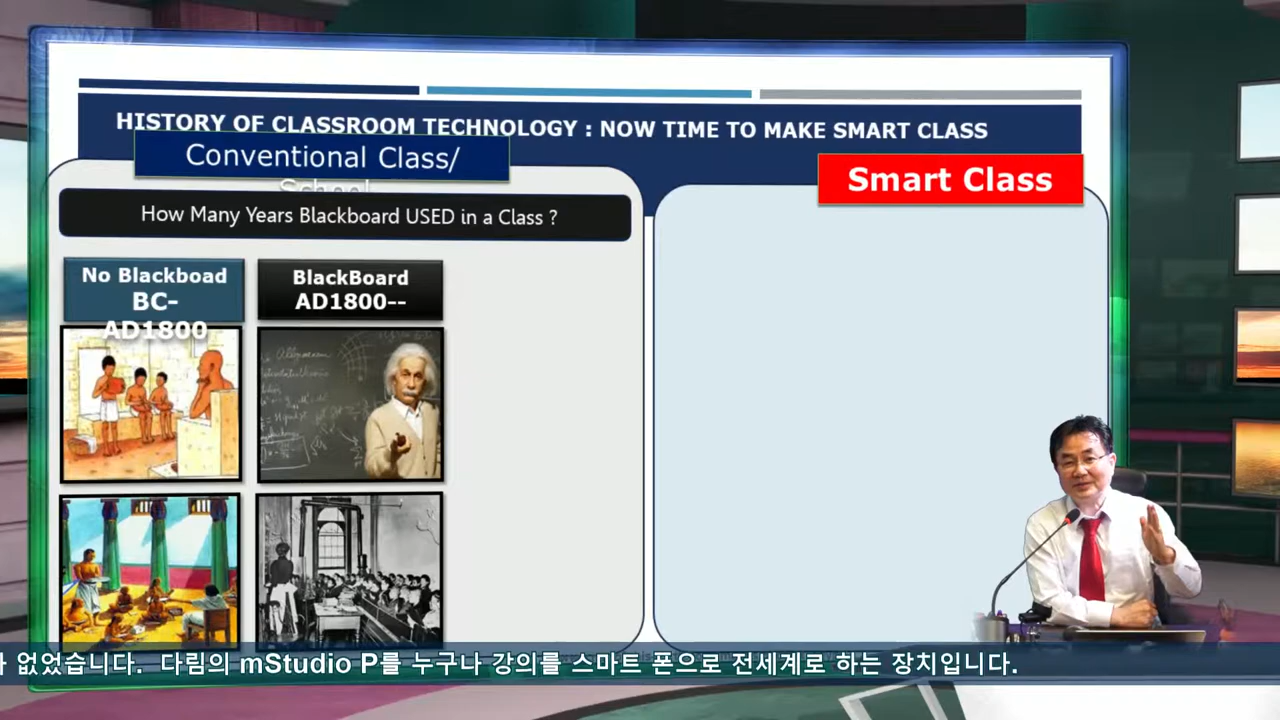 HISTORY OF CLASSROOM TECHNOLOGY : NOW TIME TO MAKE SMART CLASS
Conventional Class/
School
Smart Class
How Many Years Blackboard USED in a Class ?
No Blackboad
BC-
AD1800
BlackBoard
AD1800--
없었습니다. 다림의 mStudio P를 누구나 강의를 스마트 폰으로 전세계로 하는 장치입니다.